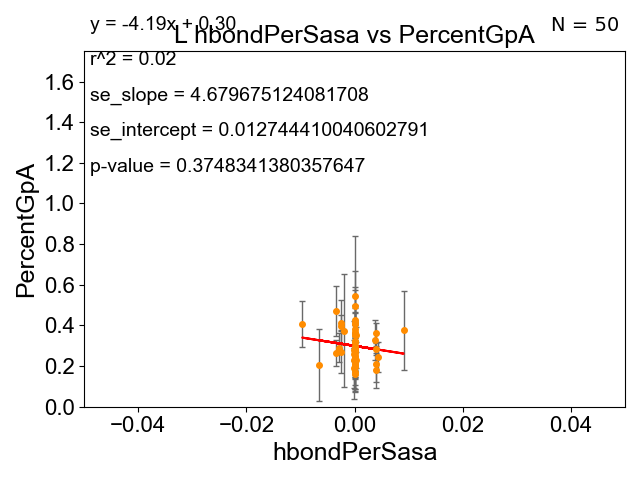 y = -4.19x + 0.30
N = 50
L hbondPerSasa vs PercentGpA
r^2 = 0.02
se_slope = 4.679675124081708
se_intercept = 0.012744410040602791
p-value = 0.3748341380357647
PercentGpA
1.6
1.4
1.2
1.0
0.8
0.6
0.4
0.2
0.0
−0.04 −0.02 0.00 0.02 0.04
hbondPerSasa